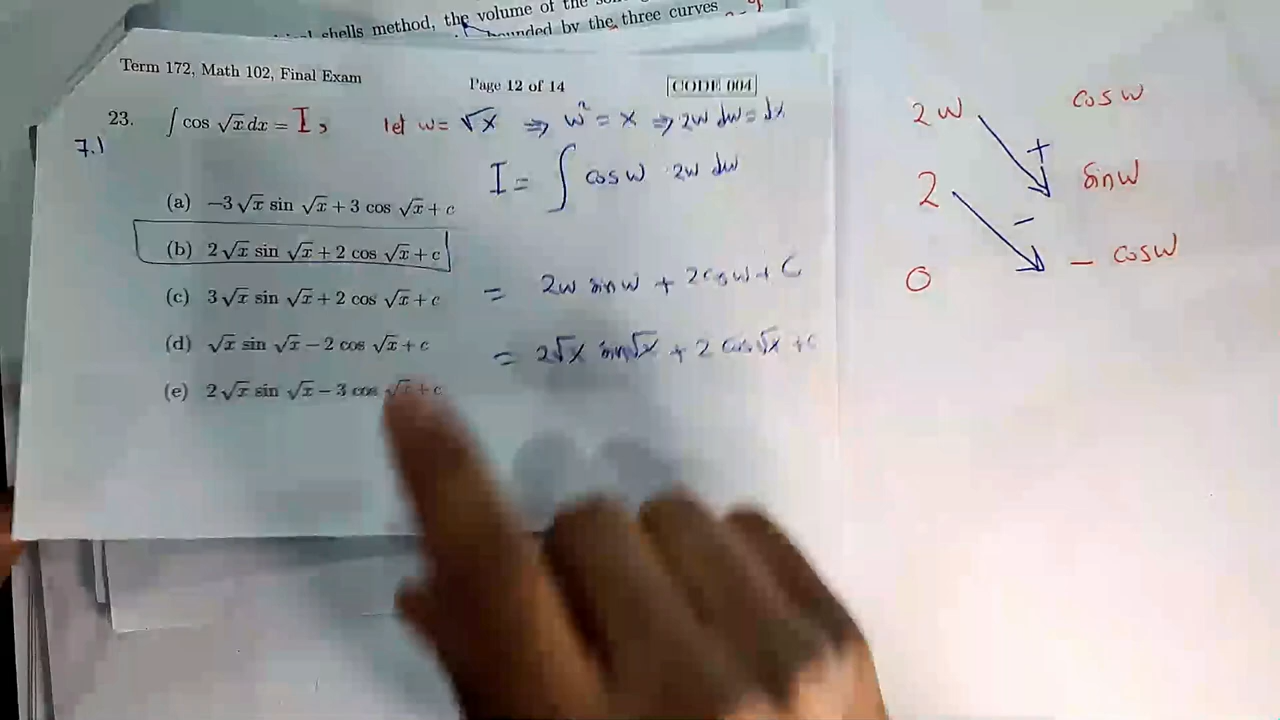 shells method, the volume of the
bounded by the three curves
Term 172, Math 102, Final Exam Page 12 of 14 CODE 004
23. ∫ cos √x dx = I, let w = √x ⇒ w² = x ⇒ 2w dw = dx
7.1
I = ∫ cos w · 2w dw
(a) −3√x sin √x + 3 cos √x + c
(b) 2√x sin √x + 2 cos √x + c
= 2w sin w + 2 cos w + C
(c) 3√x sin √x + 2 cos √x + c
(d) √x sin √x − 2 cos √x + c
= 2√x sin √x + 2 cos √x + c
(e) 2√x sin √x − 3 cos √x + c
2w cos w
+
2 sin w
−
0 − cos w